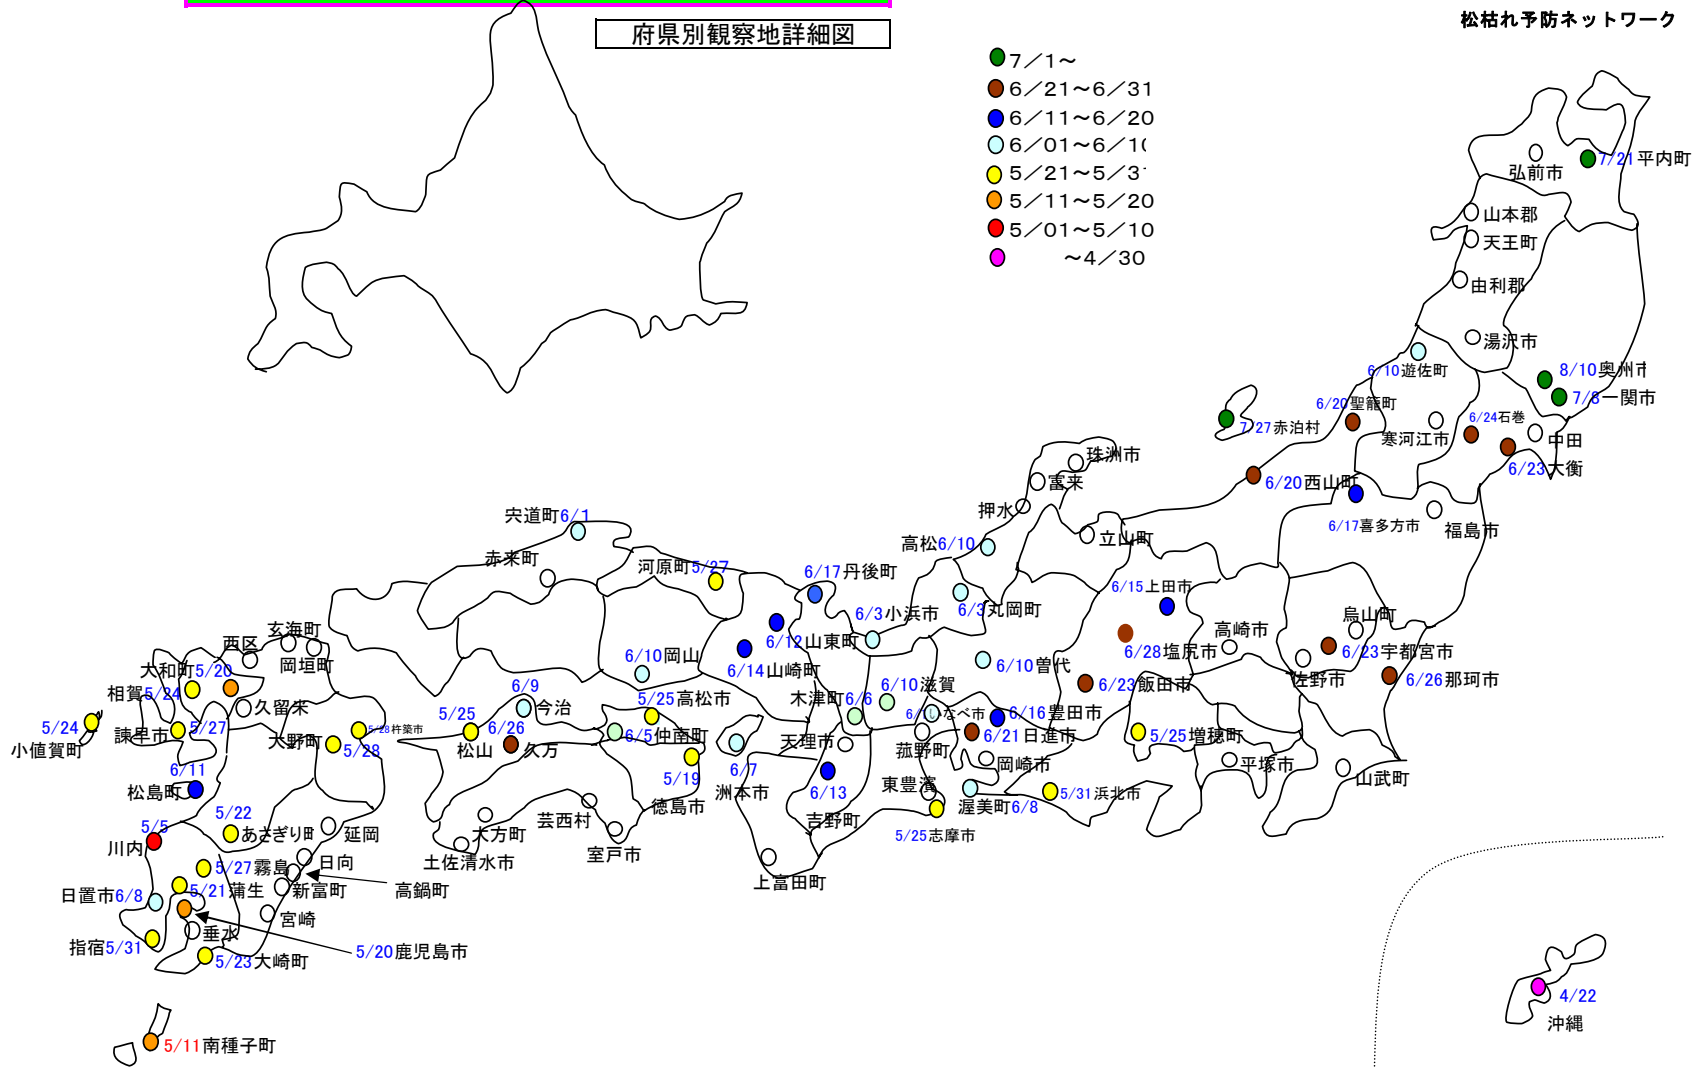 府県別観察地詳細図
松枯れ予防ネットワーク
7／1～
6／21～6／31
6／11～6／20
6／01～6／10
5／21～5／31
5／11～5／20
5／01～5／10
～4／30
弘前市
7/21平内町
山本郡
天王町
由利郡
湯沢市
6/10遊佐町
8/10奥州市
7/8一関市
6/20聖籠町
6/24石巻
7/27赤泊村
寒河江市
中田
6/23大衡
珠洲市
富来
6/20西山町
押水
6/17喜多方市
福島市
宍道町6/1
高松6/10
立山町
赤来町
河原町5/27
6/17丹後町
6/15上田市
6/3小浜市
6/3丸岡町
烏山町
玄海町
西区
岡垣町
6/12山東町
高崎市
6/28塩尻市
6/23宇都宮市
大和町5/20
6/10岡山
6/14山崎町
6/10曽代
佐野市
6/26那珂市
相賀5/24
6/9
6/10滋賀
6/23飯田市
久留米
今治
5/25高松市
木津町6/6
6/16豊田市
5/24
小値賀町
諫早市
5/27
5/28杵築市
5/25
6/26
いなべ市
大野町
5/28
松山
久万
6/5仲南町
天理市
菰野町
6/21日進市
5/25増穂町
6/11
松島町
5/19
徳島市
6/7
洲本市
6/13
吉野町
東豊濱
岡崎市
平塚市
山武町
5/22
5/5
あさぎり町
延岡
大方町
芸西村
渥美町6/8
5/31浜北市
川内
土佐清水市
室戸市
5/25志摩市
日向
5/27霧島
上富田町
日置市6/8
5/21蒲生
新富町
高鍋町
宮崎
垂水
指宿5/31
5/20鹿児島市
5/23大崎町
4/22
沖縄
5/11南種子町